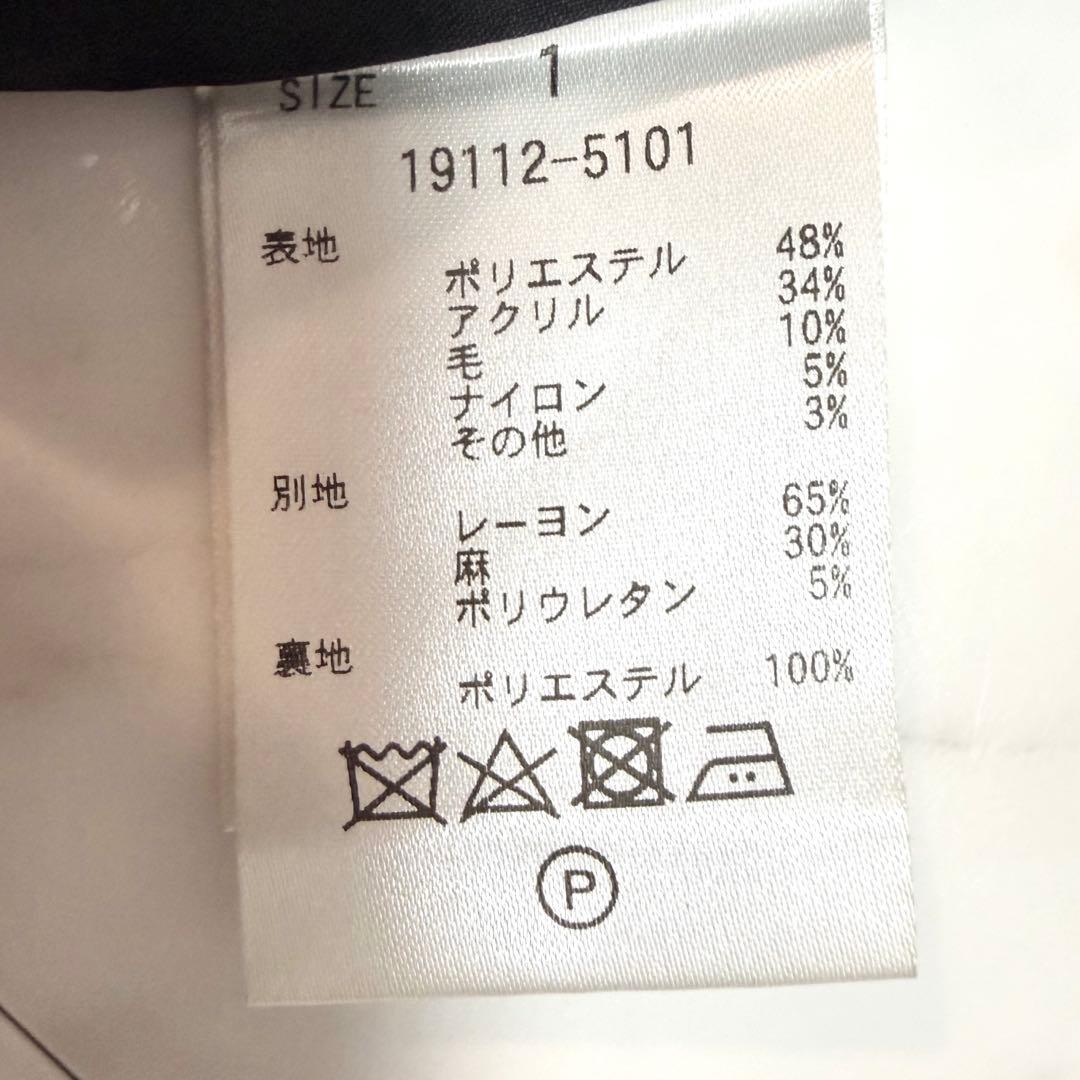 SIZE 1
19112-5101
表地
ポリエステル 48%
アクリル 34%
毛 10%
ナイロン 5%
その他 3%
別地
レーヨン 65%
麻 30%
ポリウレタン 5%
裏地
ポリエステル 100%
P